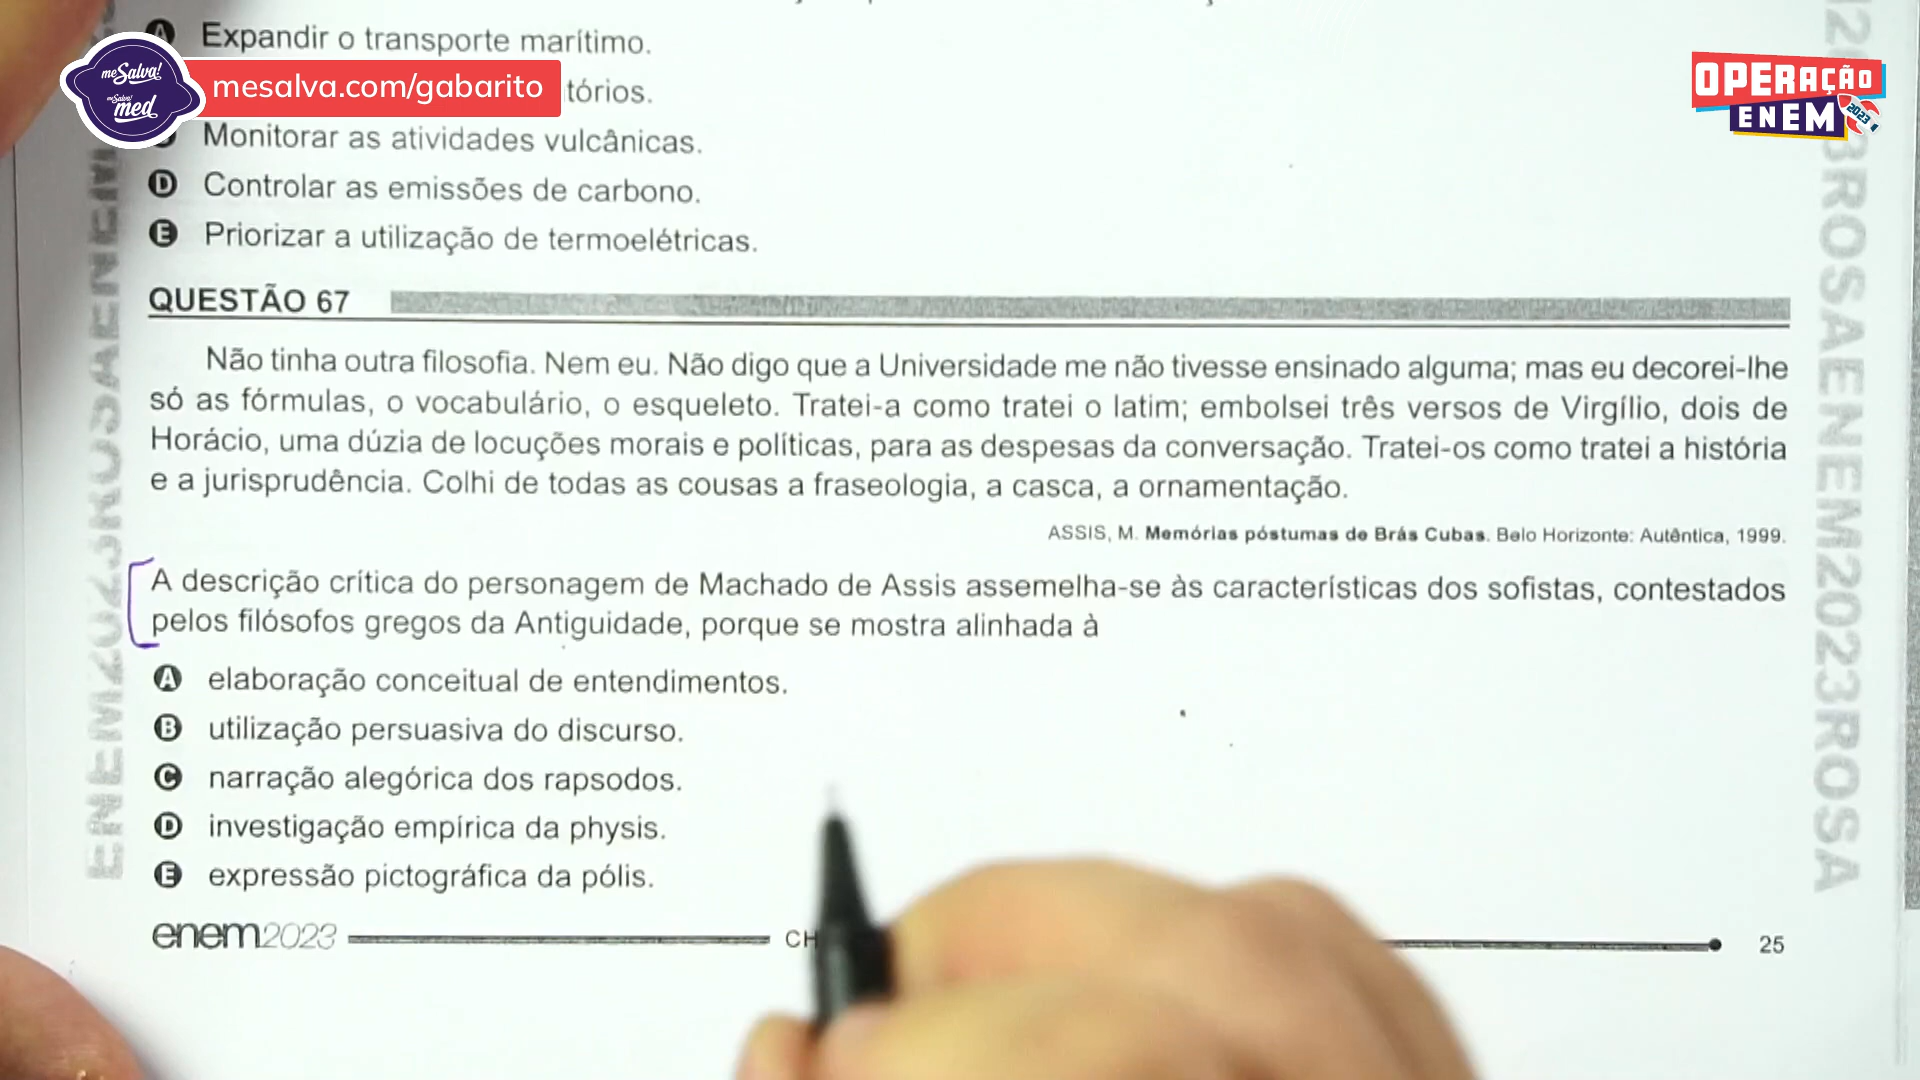 Expandir o transporte marítimo.
meSalva!
meSalva!
med
mesalva.com/gabarito
tórios.
OPERAÇÃO
ENEM
2023
Monitorar as atividades vulcânicas.
D Controlar as emissões de carbono.
E Priorizar a utilização de termoelétricas.
QUESTÃO 67
Não tinha outra filosofia. Nem eu. Não digo que a Universidade me não tivesse ensinado alguma; mas eu decorei-lhe
só as fórmulas, o vocabulário, o esqueleto. Tratei-a como tratei o latim; embolsei três versos de Virgílio, dois de
Horácio, uma dúzia de locuções morais e políticas, para as despesas da conversação. Tratei-os como tratei a história
e a jurisprudência. Colhi de todas as cousas a fraseologia, a casca, a ornamentação.
ASSIS, M. Memórias póstumas de Brás Cubas. Belo Horizonte: Autêntica, 1999.
A descrição crítica do personagem de Machado de Assis assemelha-se às características dos sofistas, contestados
pelos filósofos gregos da Antiguidade, porque se mostra alinhada à
A elaboração conceitual de entendimentos.
B utilização persuasiva do discurso.
C narração alegórica dos rapsodos.
D investigação empírica da physis.
E expressão pictográfica da pólis.
enem2023
CH
25
ROSAENEM2023ROSA